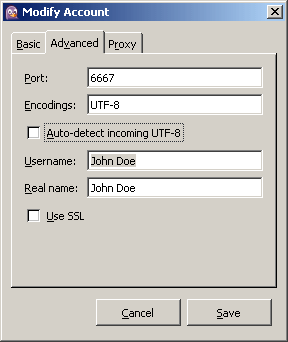 Modify Account
Basic Advanced Proxy
Port: 6667
Encodings: UTF-8
Auto-detect incoming UTF-8
Username: John Doe
Real name: John Doe
Use SSL
Cancel Save